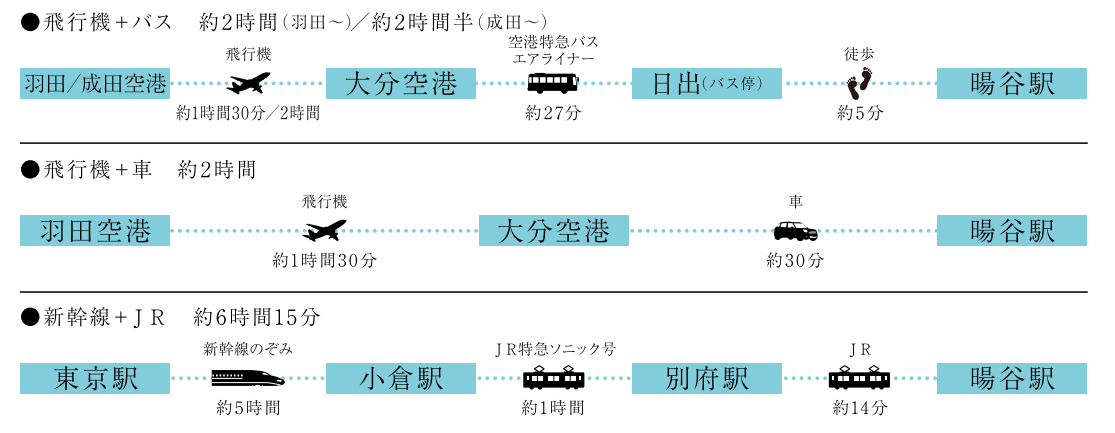 ●飛行機+バス 約2時間(羽田～)／約2時間半(成田～)
飛行機
空港特急バス
エアライナー
徒歩
羽田/成田空港
大分空港
日出(バス停)
暘谷駅
約1時間30分／2時間
約27分
約5分
●飛行機+車 約2時間
飛行機
車
羽田空港
大分空港
暘谷駅
約1時間30分
約30分
●新幹線+JR 約6時間15分
新幹線のぞみ
JR特急ソニック号
JR
東京駅
小倉駅
別府駅
暘谷駅
約5時間
約1時間
約14分